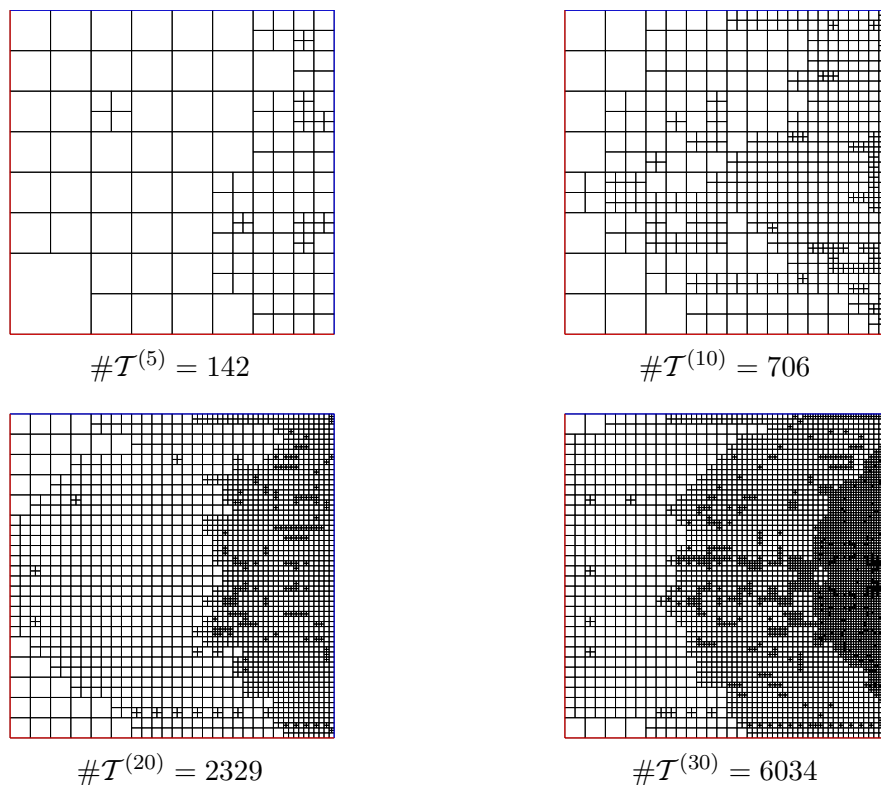 #𝒯^(5) = 142
#𝒯^(10) = 706
#𝒯^(20) = 2329
#𝒯^(30) = 6034